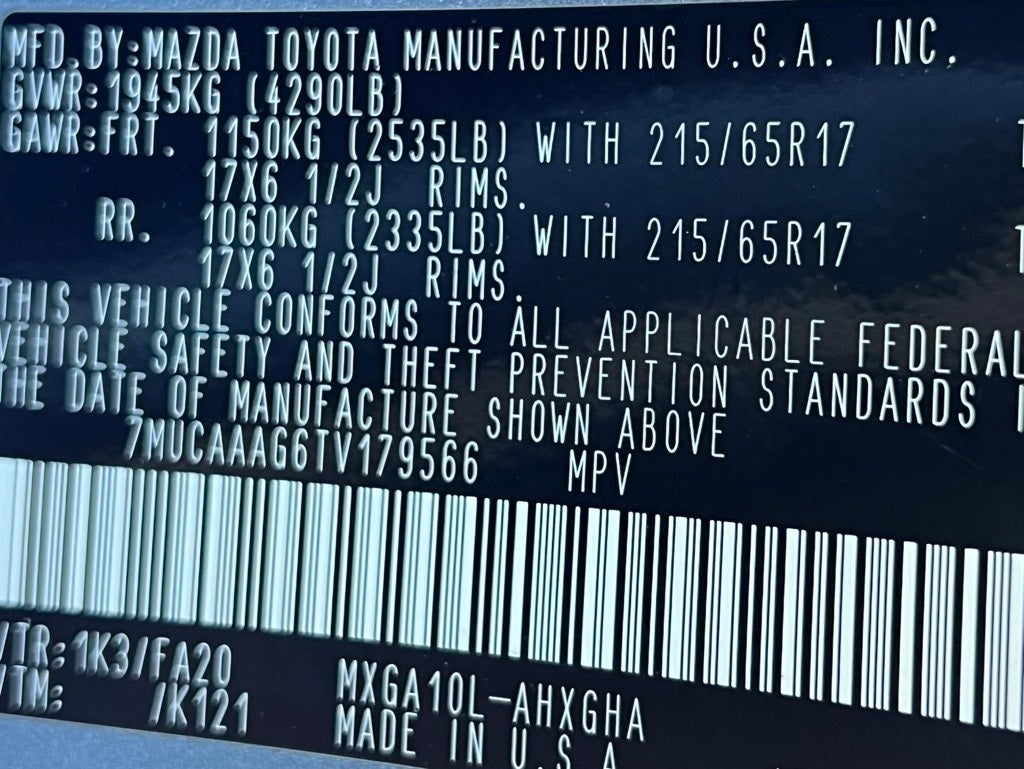 MFD.BY:MAZDA TOYOTA MANUFACTURING U.S.A. INC.
GVWR:1945KG (4290LB)
GAWR:FRT. 1150KG (2535LB) WITH 215/65R17
17X6 1/2J RIMS.
RR. 1060KG (2335LB) WITH 215/65R17
17X6 1/2J RIMS.
THIS VEHICLE CONFORMS TO ALL APPLICABLE FEDERAL
VEHICLE SAFETY AND THEFT PREVENTION STANDARDS
THE DATE OF MANUFACTURE SHOWN ABOVE
7MUCAAAG6TV179566 MPV
/TR:1K3/FA20
/TM: /K121
MXGA10L-AHXGHA
MADE IN U.S.A